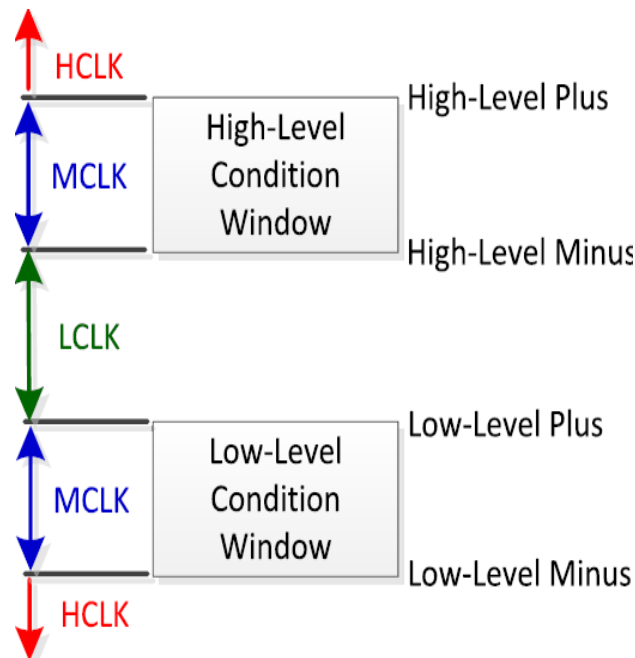 HCLK
High-Level Plus
High-Level
Condition
Window
MCLK
High-Level Minus
LCLK
Low-Level Plus
Low-Level
Condition
Window
MCLK
Low-Level Minus
HCLK